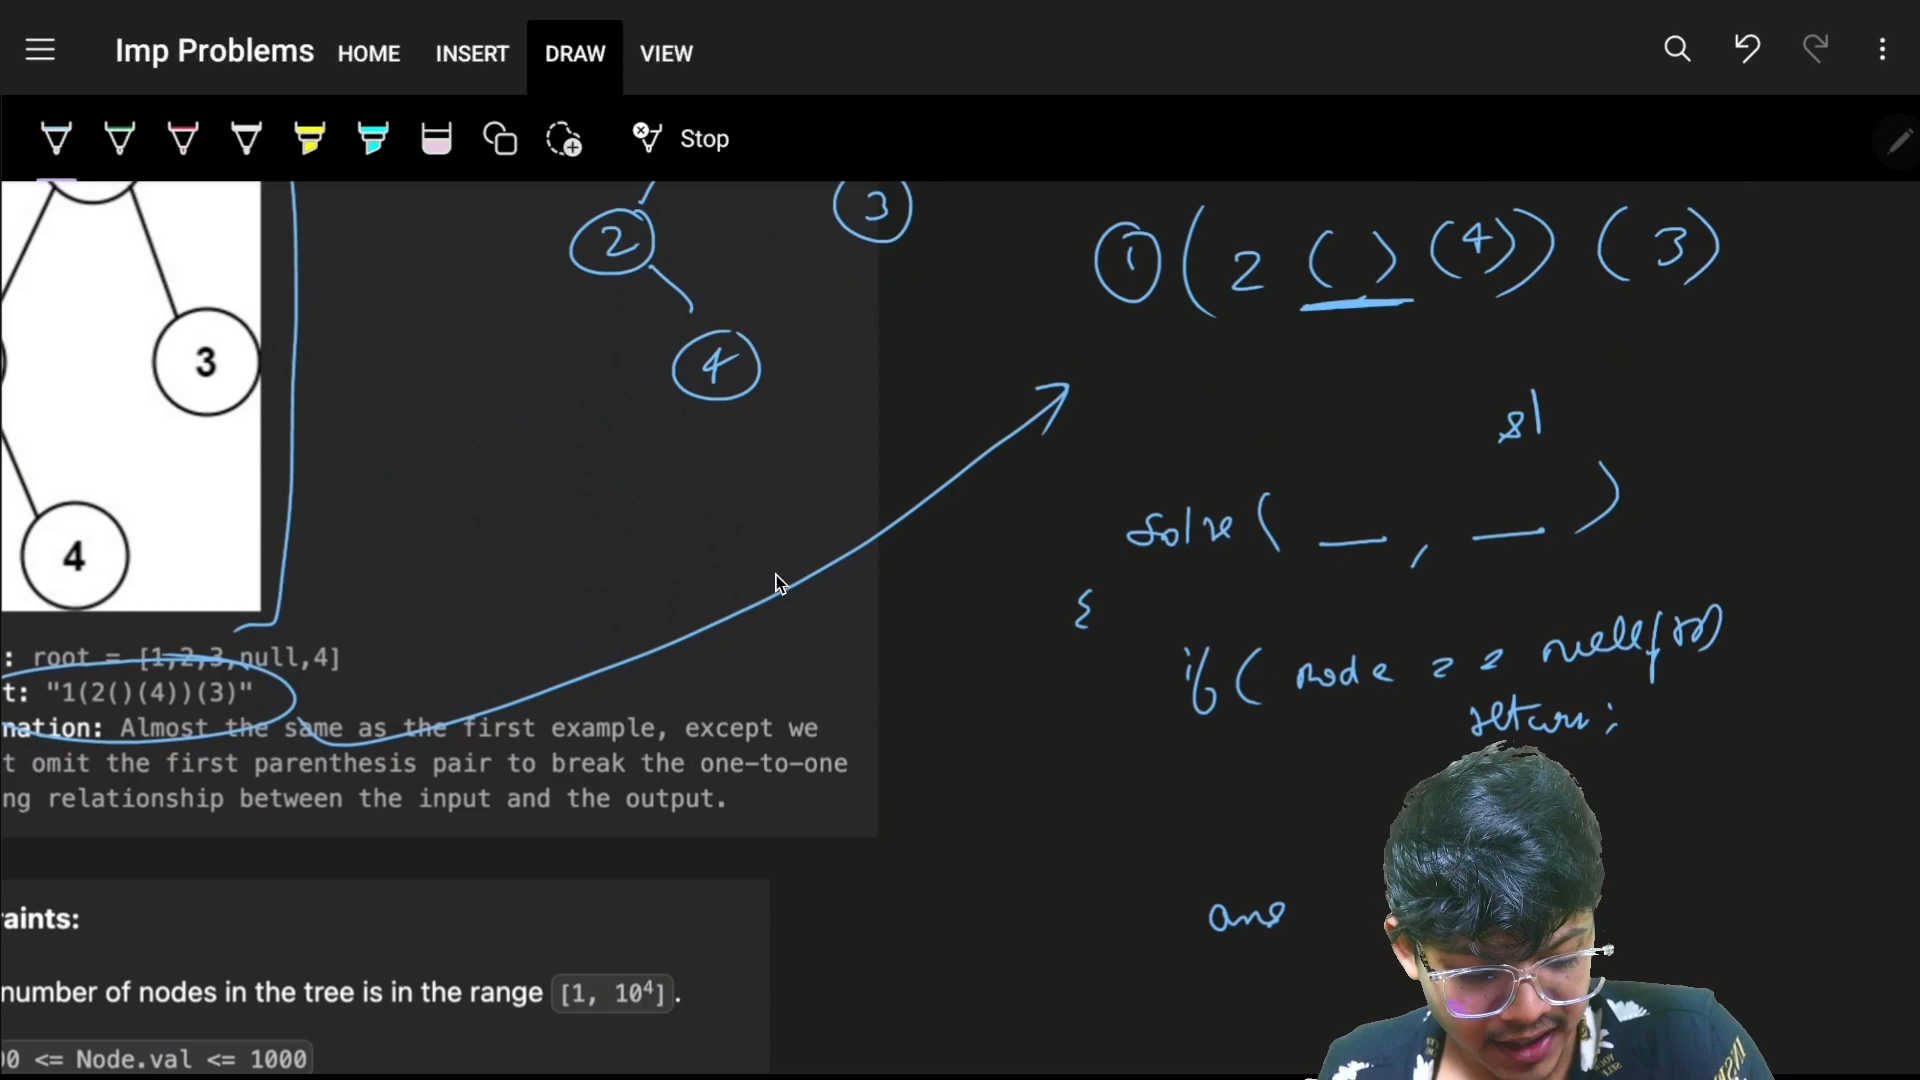 Imp Problems HOME INSERT DRAW VIEW
Stop
3
4
: root = [1,2,3,null,4]
t: "1(2()(4))(3)"
nation: Almost the same as the first example, except we
t omit the first parenthesis pair to break the one-to-one
ng relationship between the input and the output.
raints:
number of nodes in the tree is in the range [1, 10⁴].
00 <= Node.val <= 1000
2
3
4
1 ( 2 ( ) (4)) (3)
solve ( __ , __ )
{
if ( node == nullptr)
return;
ans